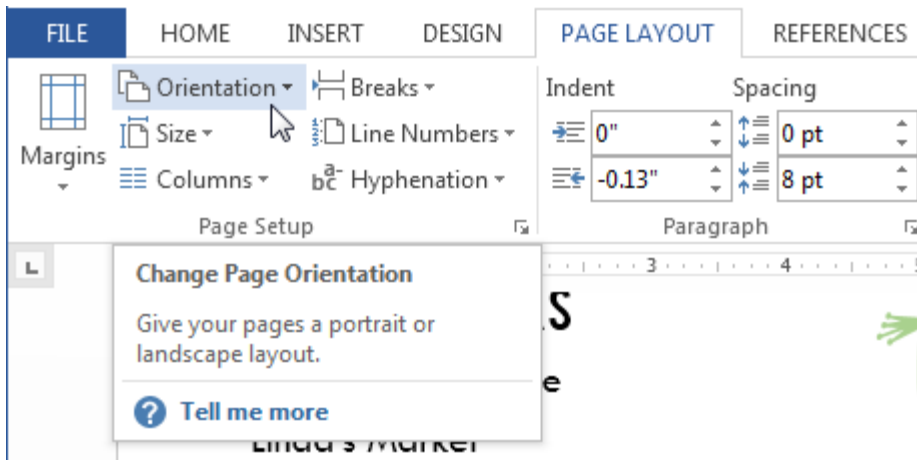 FILE HOME INSERT DESIGN PAGE LAYOUT REFERENCES
Orientation Breaks Indent Spacing
Size Line Numbers 0" 0 pt
Margins
Columns Hyphenation -0.13" 8 pt
Page Setup Paragraph
L 3 4
Change Page Orientation
Give your pages a portrait or
landscape layout.
Tell me more
Linda's Market